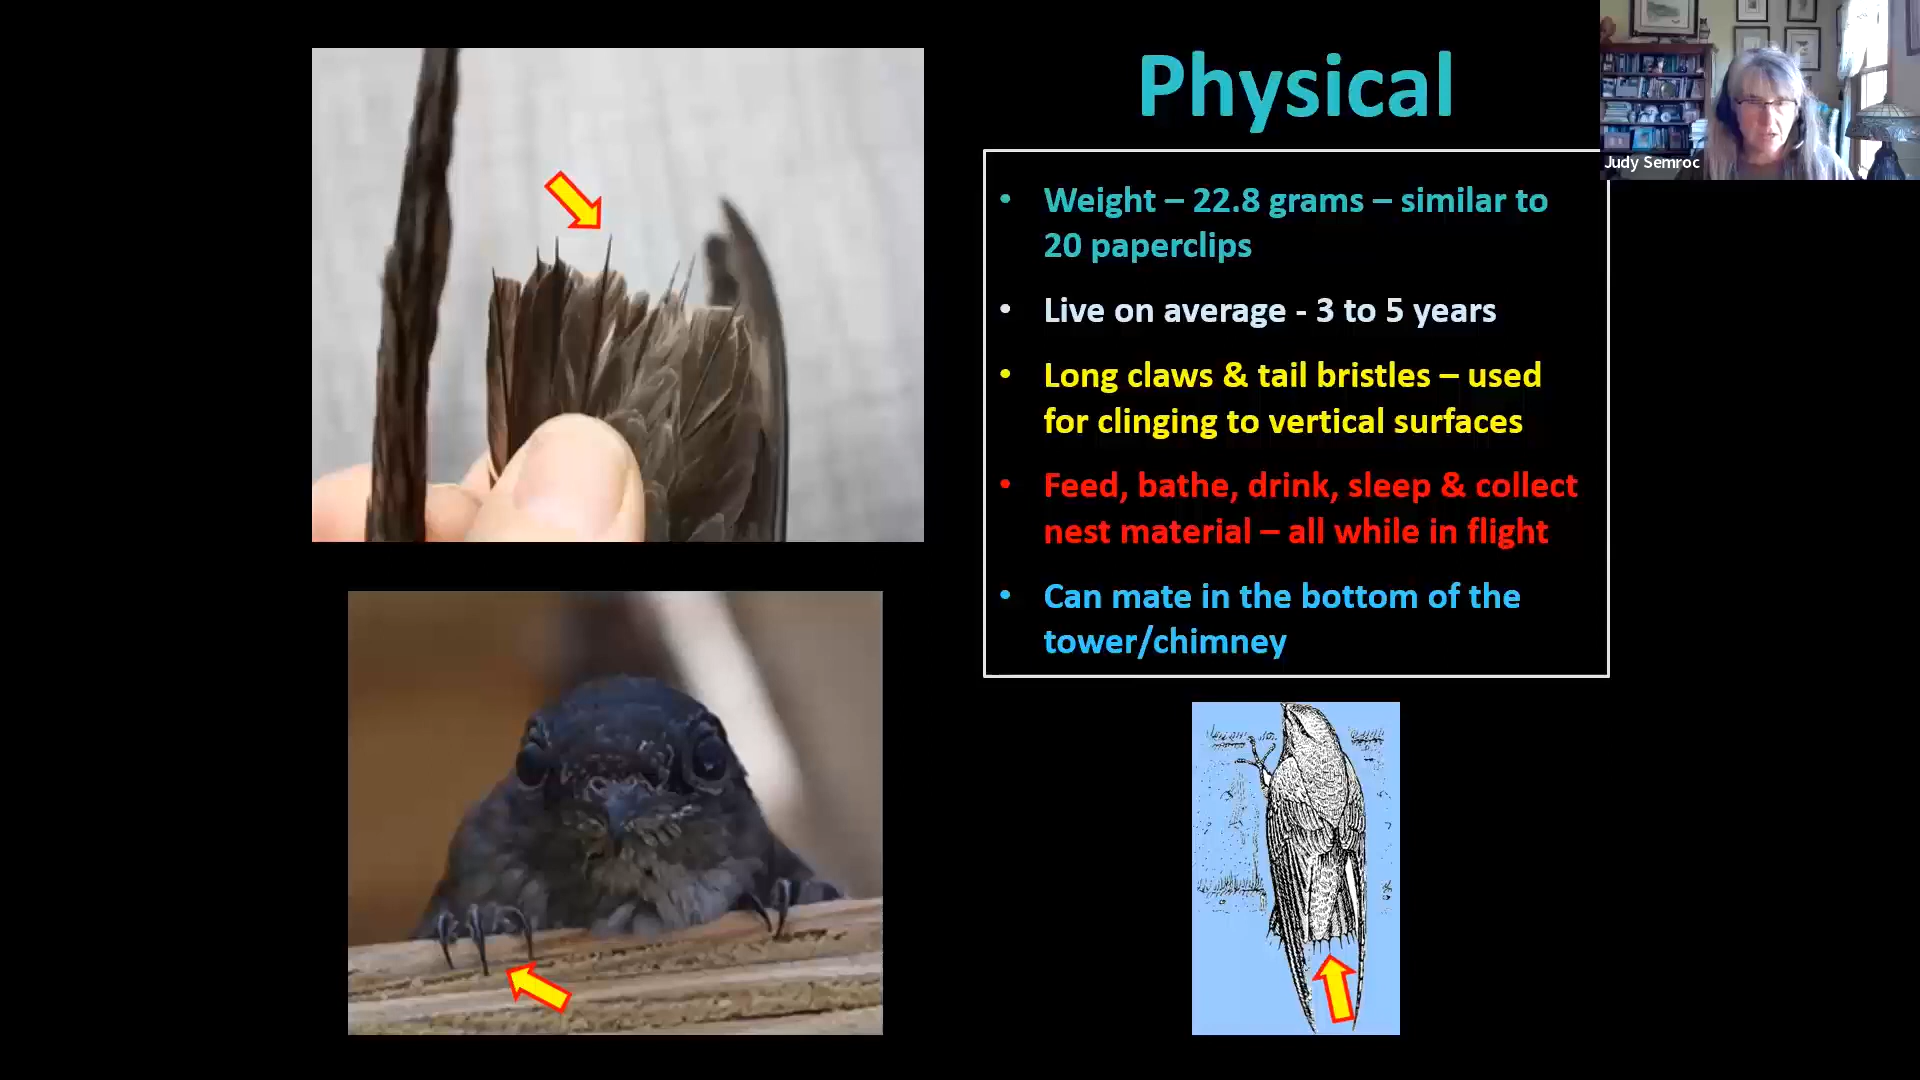 Physical
Judy Semroc
• Weight – 22.8 grams – similar to
20 paperclips
• Live on average - 3 to 5 years
• Long claws & tail bristles – used
for clinging to vertical surfaces
• Feed, bathe, drink, sleep & collect
nest material – all while in flight
• Can mate in the bottom of the
tower/chimney